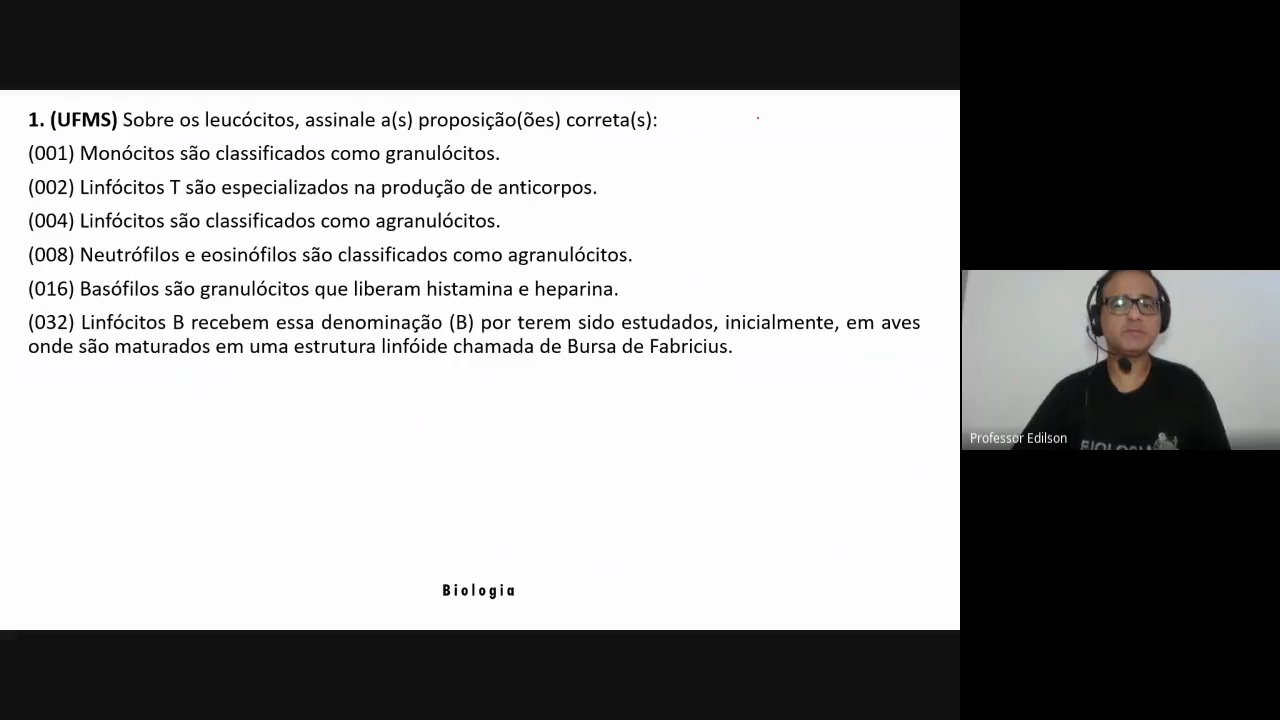 1. (UFMS) Sobre os leucócitos, assinale a(s) proposição(ões) correta(s):
(001) Monócitos são classificados como granulócitos.
(002) Linfócitos T são especializados na produção de anticorpos.
(004) Linfócitos são classificados como agranulócitos.
(008) Neutrófilos e eosinófilos são classificados como agranulócitos.
(016) Basófilos são granulócitos que liberam histamina e heparina.
(032) Linfócitos B recebem essa denominação (B) por terem sido estudados, inicialmente, em aves
onde são maturados em uma estrutura linfóide chamada de Bursa de Fabricius.
Professor Edilson
Biologia